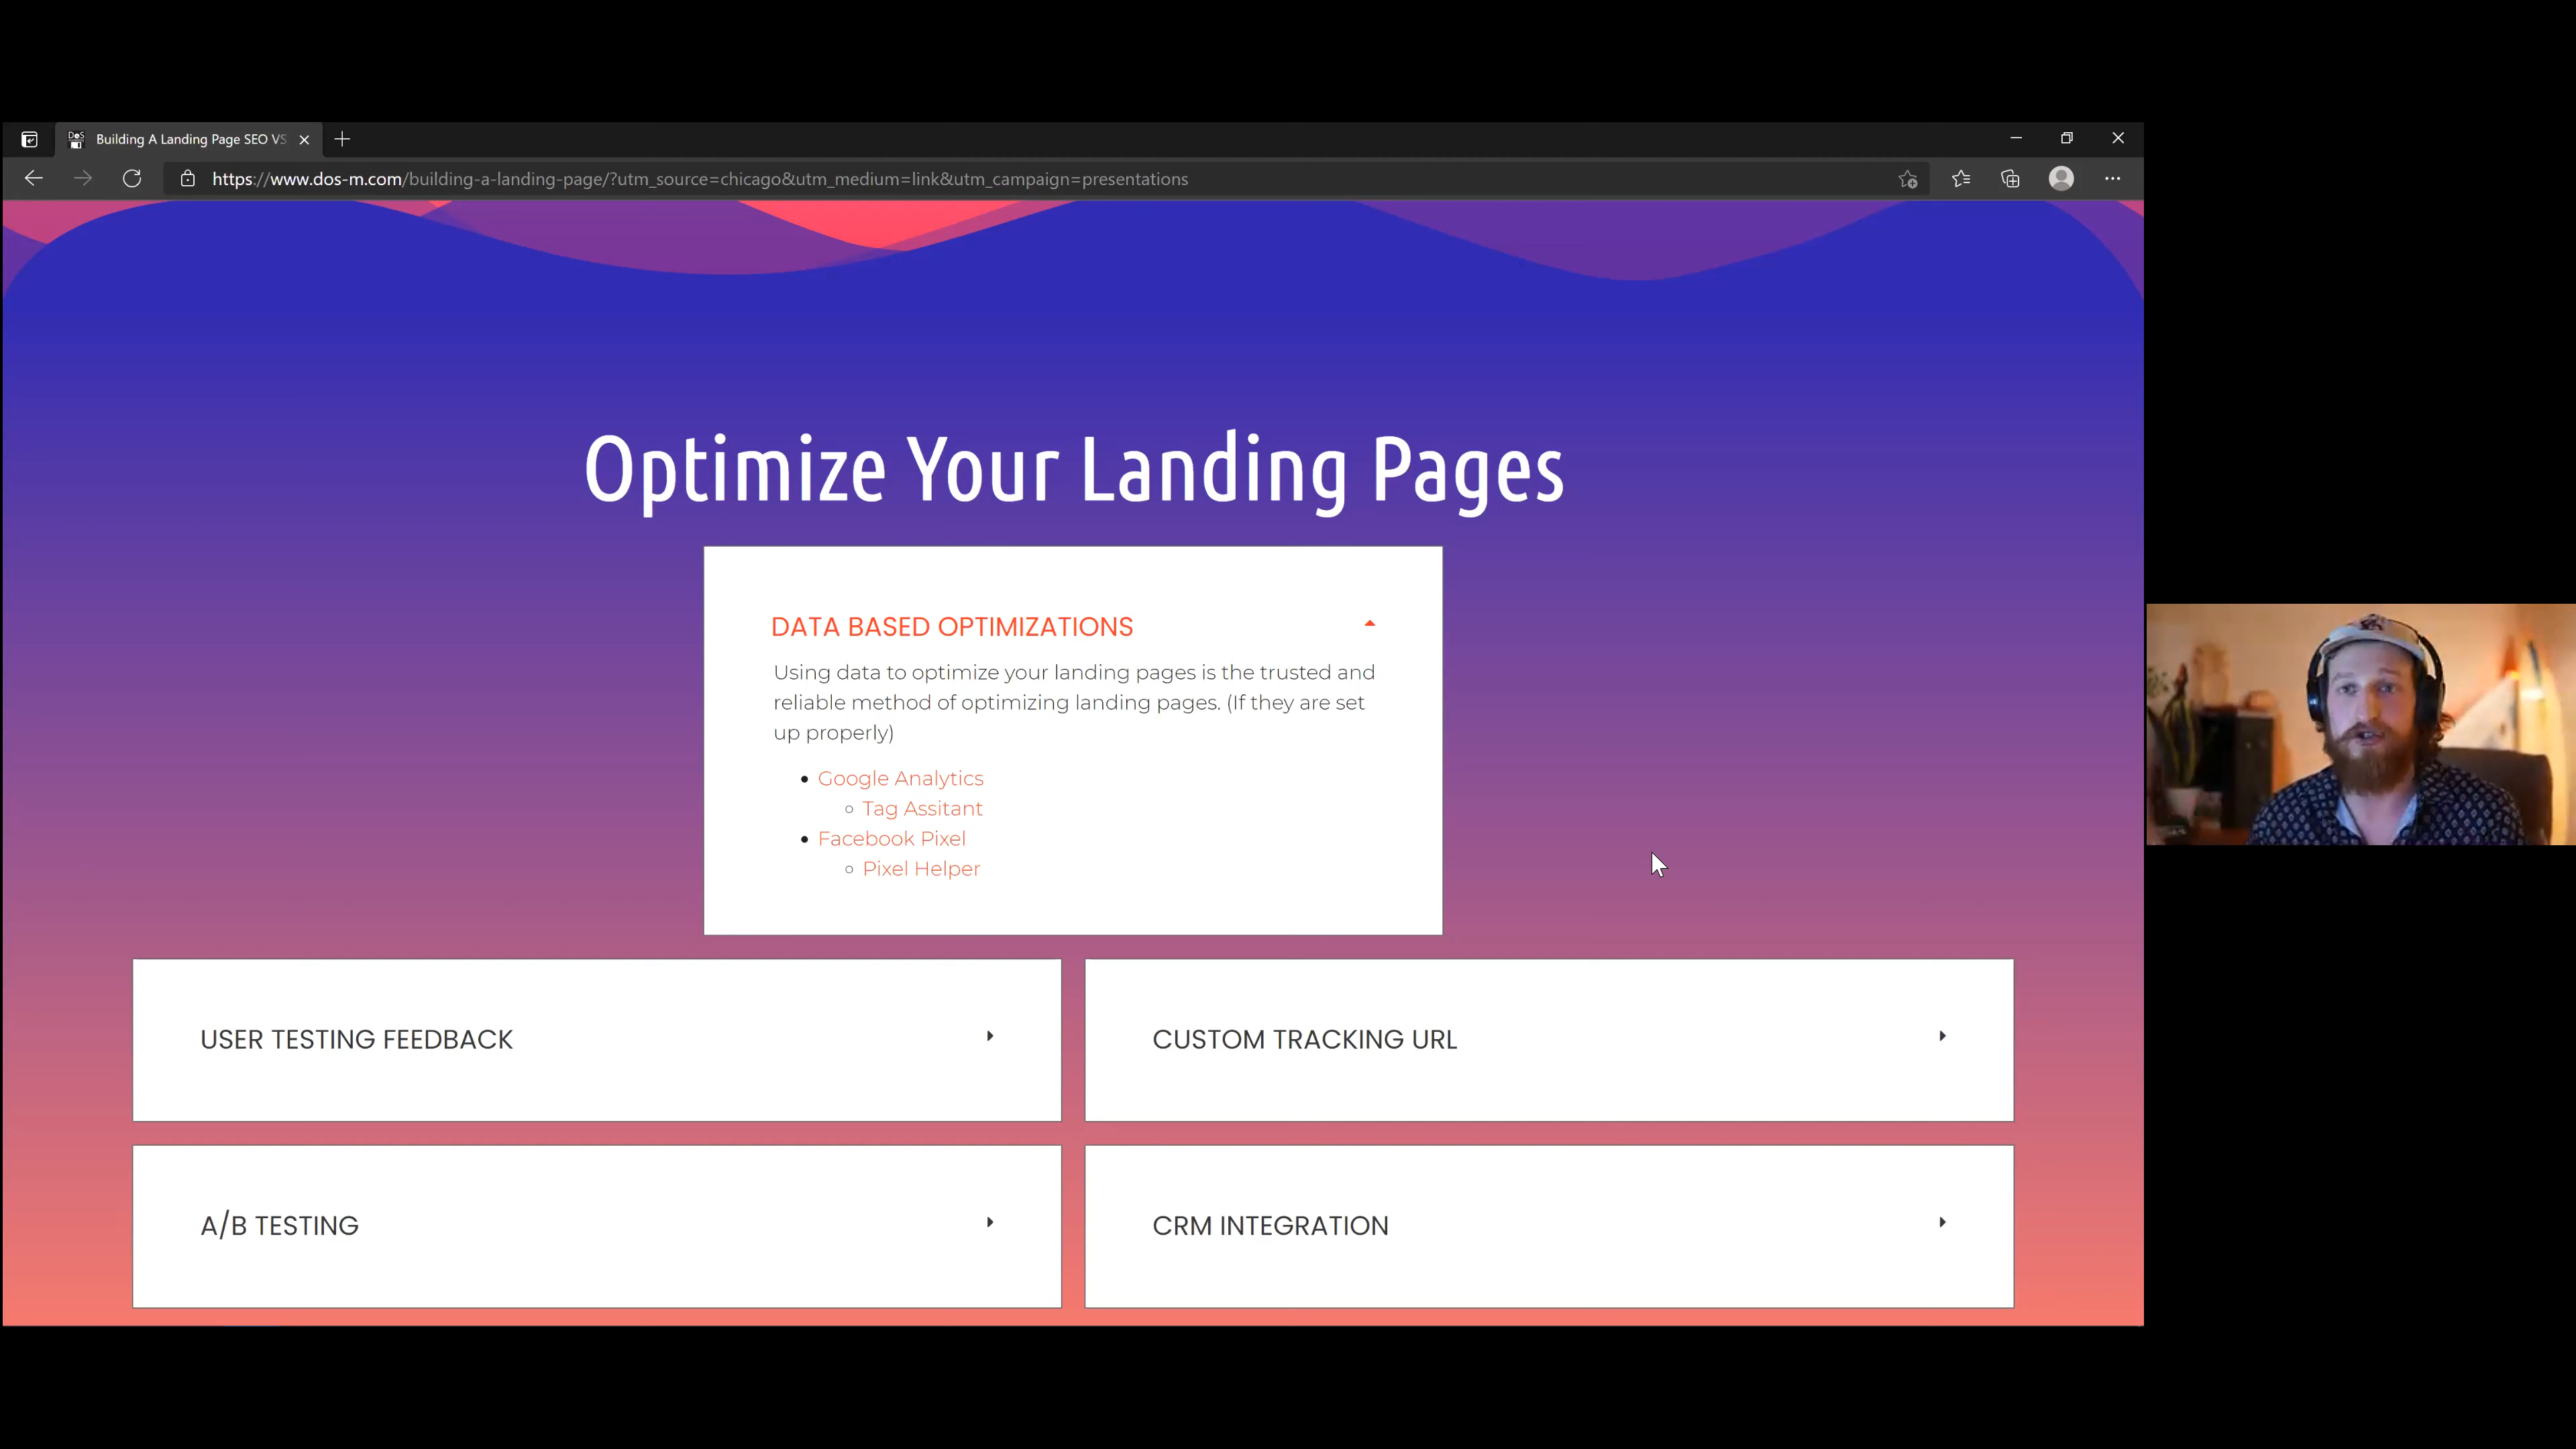 Building A Landing Page SEO VS
https://www.dos-m.com/building-a-landing-page/?utm_source=chicago&utm_medium=link&utm_campaign=presentations
Optimize Your Landing Pages
DATA BASED OPTIMIZATIONS
Using data to optimize your landing pages is the trusted and
reliable method of optimizing landing pages. (If they are set
up properly)
Google Analytics
Tag Assitant
Facebook Pixel
Pixel Helper
USER TESTING FEEDBACK
CUSTOM TRACKING URL
A/B TESTING
CRM INTEGRATION